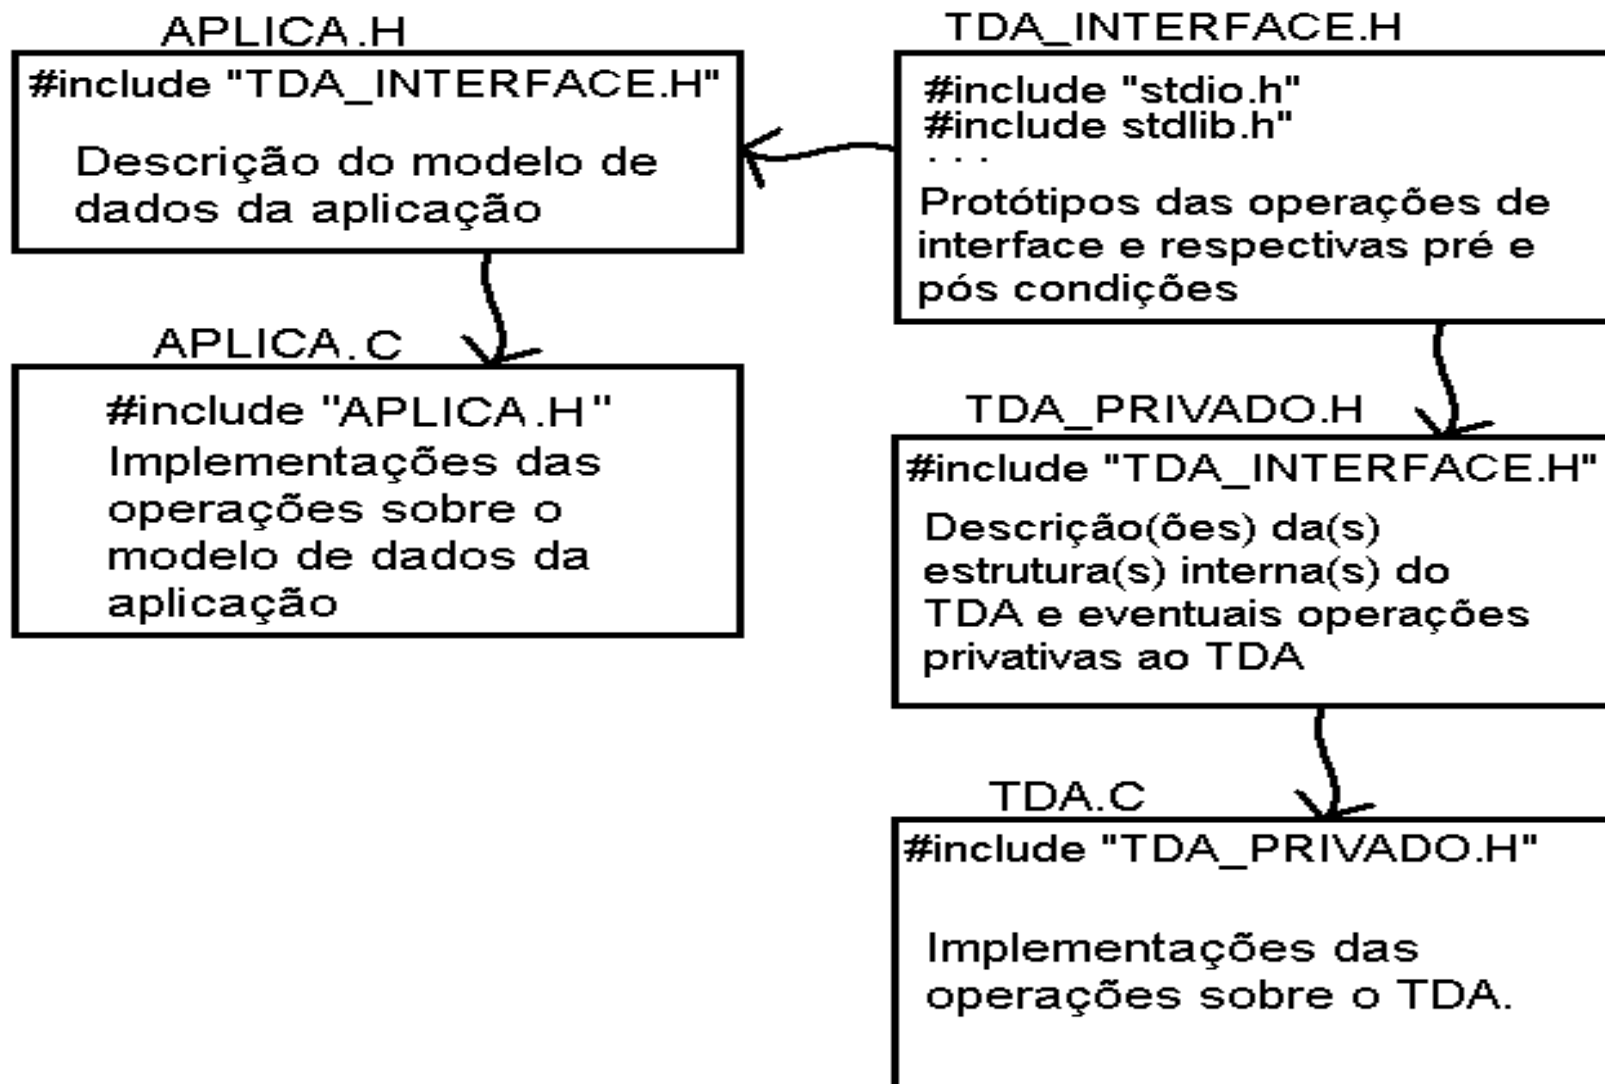 APLICA.H
#include "TDA_INTERFACE.H"
Descrição do modelo de
dados da aplicação
APLICA.C
#include "APLICA.H"
Implementações das
operações sobre o
modelo de dados da
aplicação
TDA_INTERFACE.H
#include "stdio.h"
#include stdlib.h"
...
Protótipos das operações de
interface e respectivas pré e
pós condições
TDA_PRIVADO.H
#include "TDA_INTERFACE.H"
Descrição(ões) da(s)
estrutura(s) interna(s) do
TDA e eventuais operações
privativas ao TDA
TDA.C
#include "TDA_PRIVADO.H"
Implementações das
operações sobre o TDA.